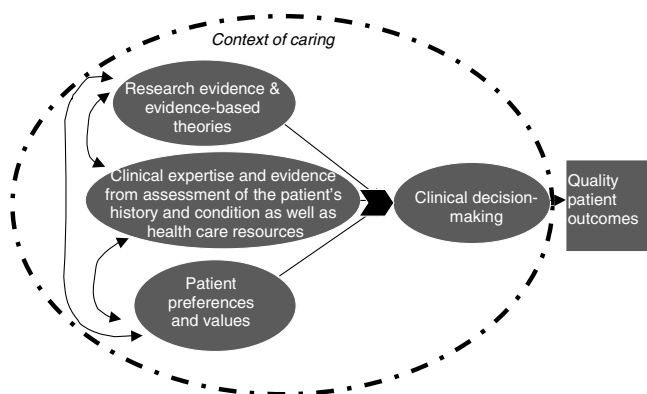 Context of caring
Research evidence &
evidence-based
theories
Clinical expertise and evidence
from assessment of the patient's
history and condition as well as
health care resources
Patient
preferences
and values
Clinical decision-
making
Quality
patient
outcomes